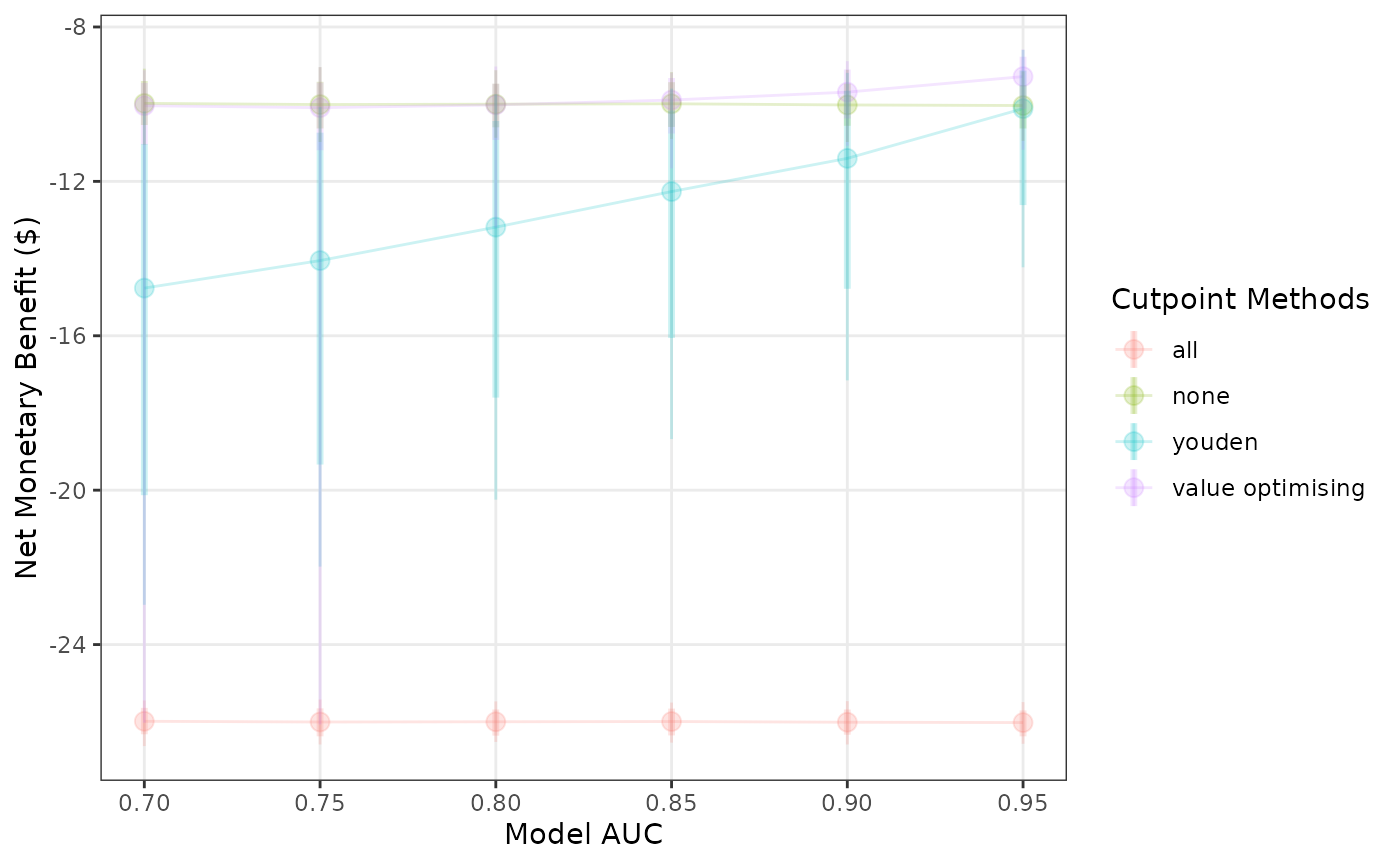 -8
-12
-16
-20
-24
Net Monetary Benefit ($)
0.70 0.75 0.80 0.85 0.90 0.95
Model AUC
Cutpoint Methods
all
none
youden
value optimising